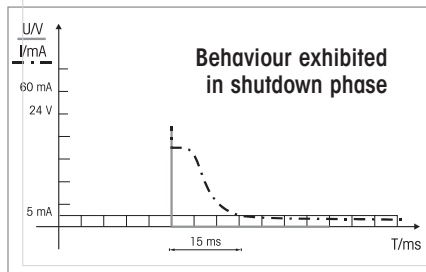 U/V
I/mA
Behaviour exhibited
in shutdown phase
60 mA
24 V
5 mA
15 ms
T/ms